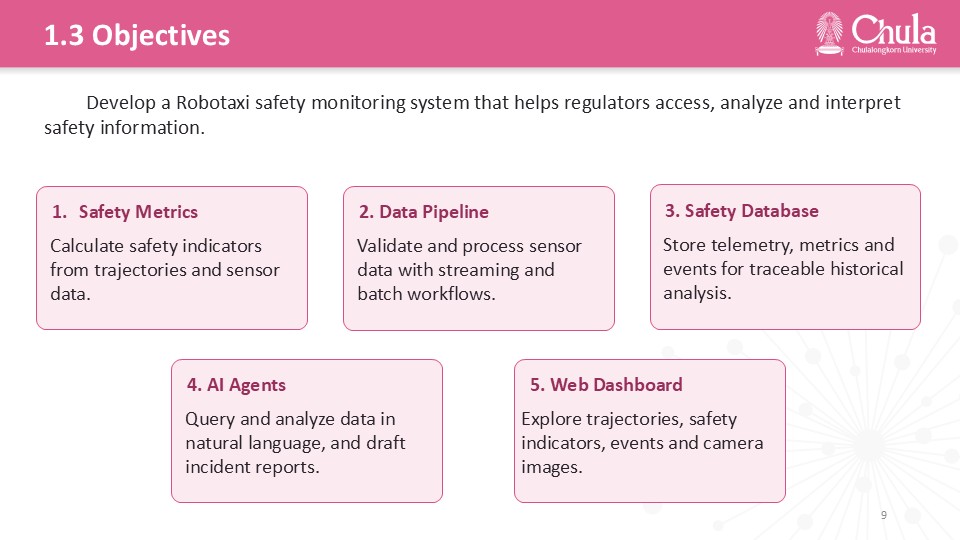 1.3 Objectives
Chula
Chulalongkorn University
Develop a Robotaxi safety monitoring system that helps regulators access, analyze and interpret
safety information.
1. Safety Metrics
Calculate safety indicators
from trajectories and sensor
data.
2. Data Pipeline
Validate and process sensor
data with streaming and
batch workflows.
3. Safety Database
Store telemetry, metrics and
events for traceable historical
analysis.
4. AI Agents
Query and analyze data in
natural language, and draft
incident reports.
5. Web Dashboard
Explore trajectories, safety
indicators, events and camera
images.
9